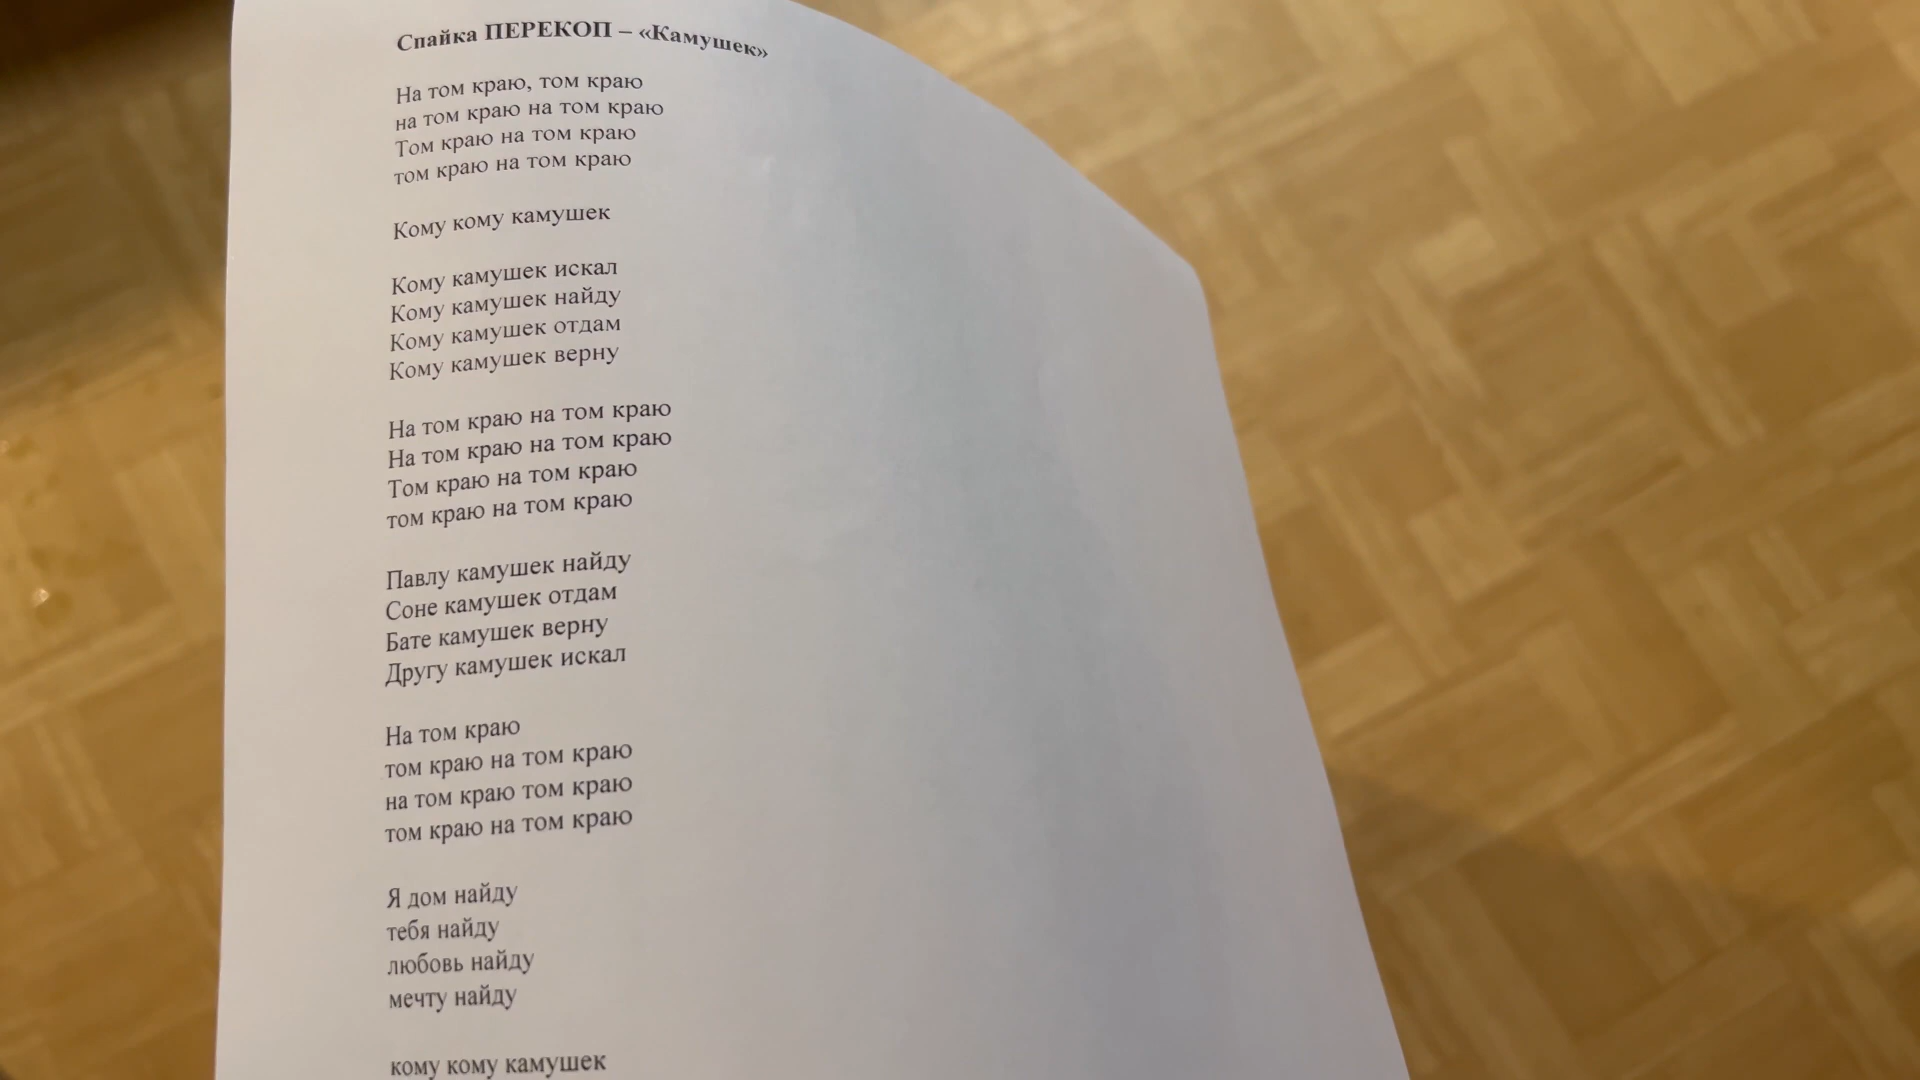 Спайка ПЕРЕКОП – «Камушек»
На том краю, том краю
на том краю на том краю
Том краю на том краю
том краю на том краю
Кому кому камушек
Кому камушек искал
Кому камушек найду
Кому камушек отдам
Кому камушек верну
На том краю на том краю
На том краю на том краю
Том краю на том краю
том краю на том краю
Павлу камушек найду
Соне камушек отдам
Бате камушек верну
Другу камушек искал
На том краю
том краю на том краю
на том краю том краю
том краю на том краю
Я дом найду
тебя найду
любовь найду
мечту найду
кому кому камушек